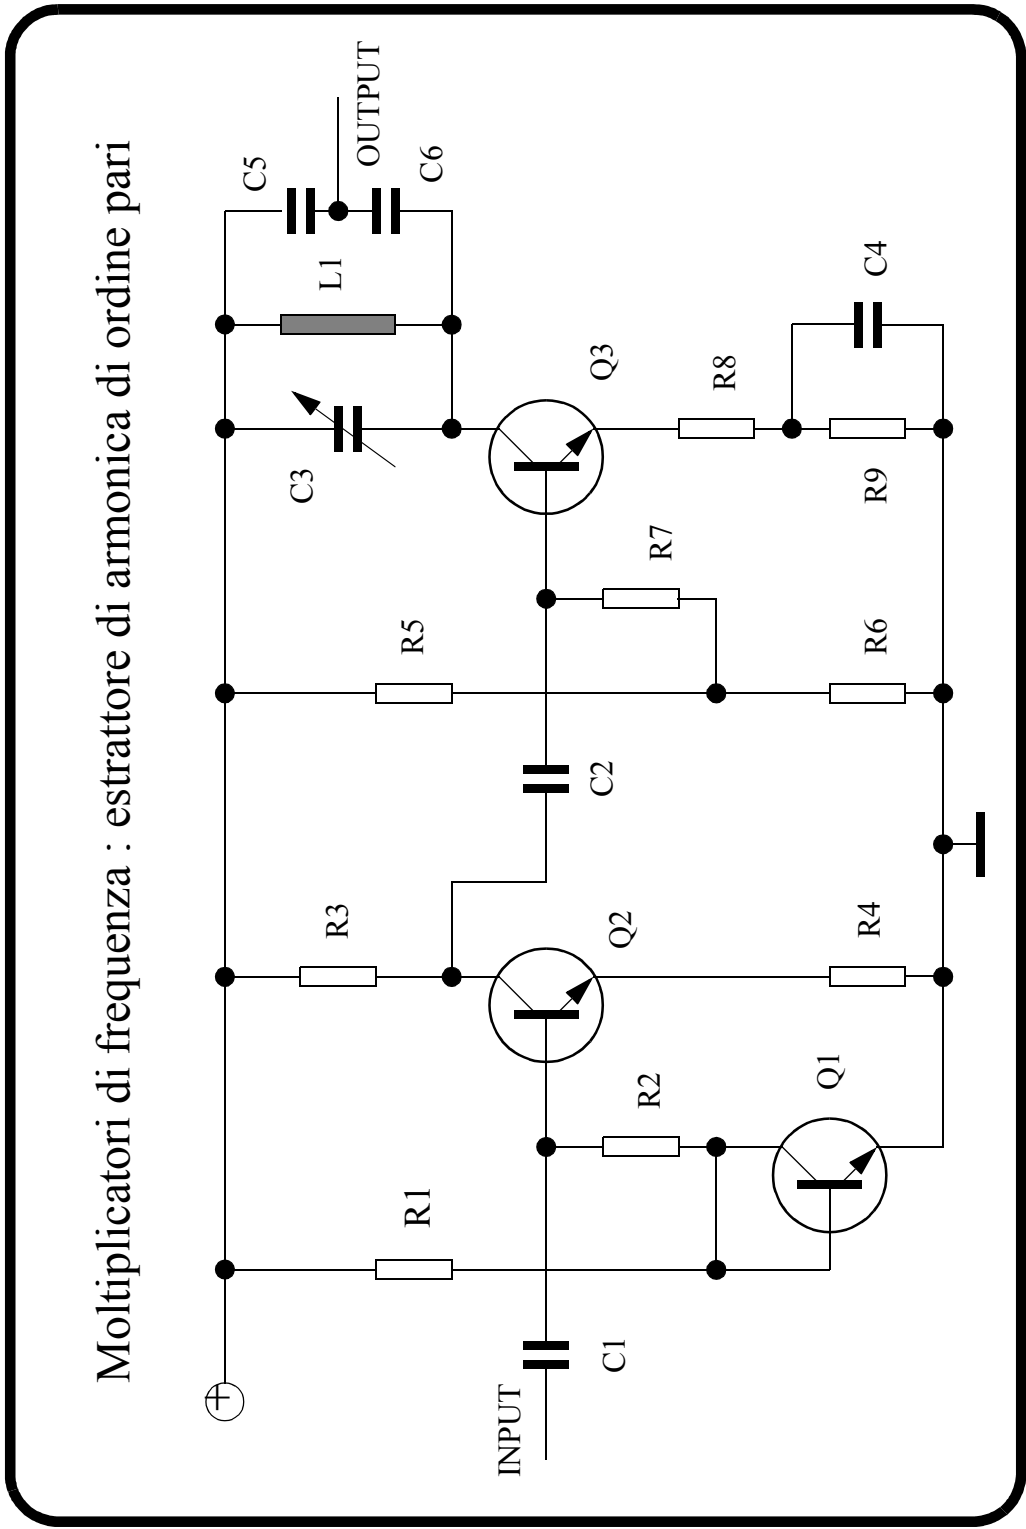 Moltiplicatori di frequenza : estrattore di armonica di ordine pari
+
C5
OUTPUT
L1
C6
C3
R5
R3
R1
Q3
R7
C2
Q2
R2
INPUT
C1
R8
C4
R9
R6
R4
Q1